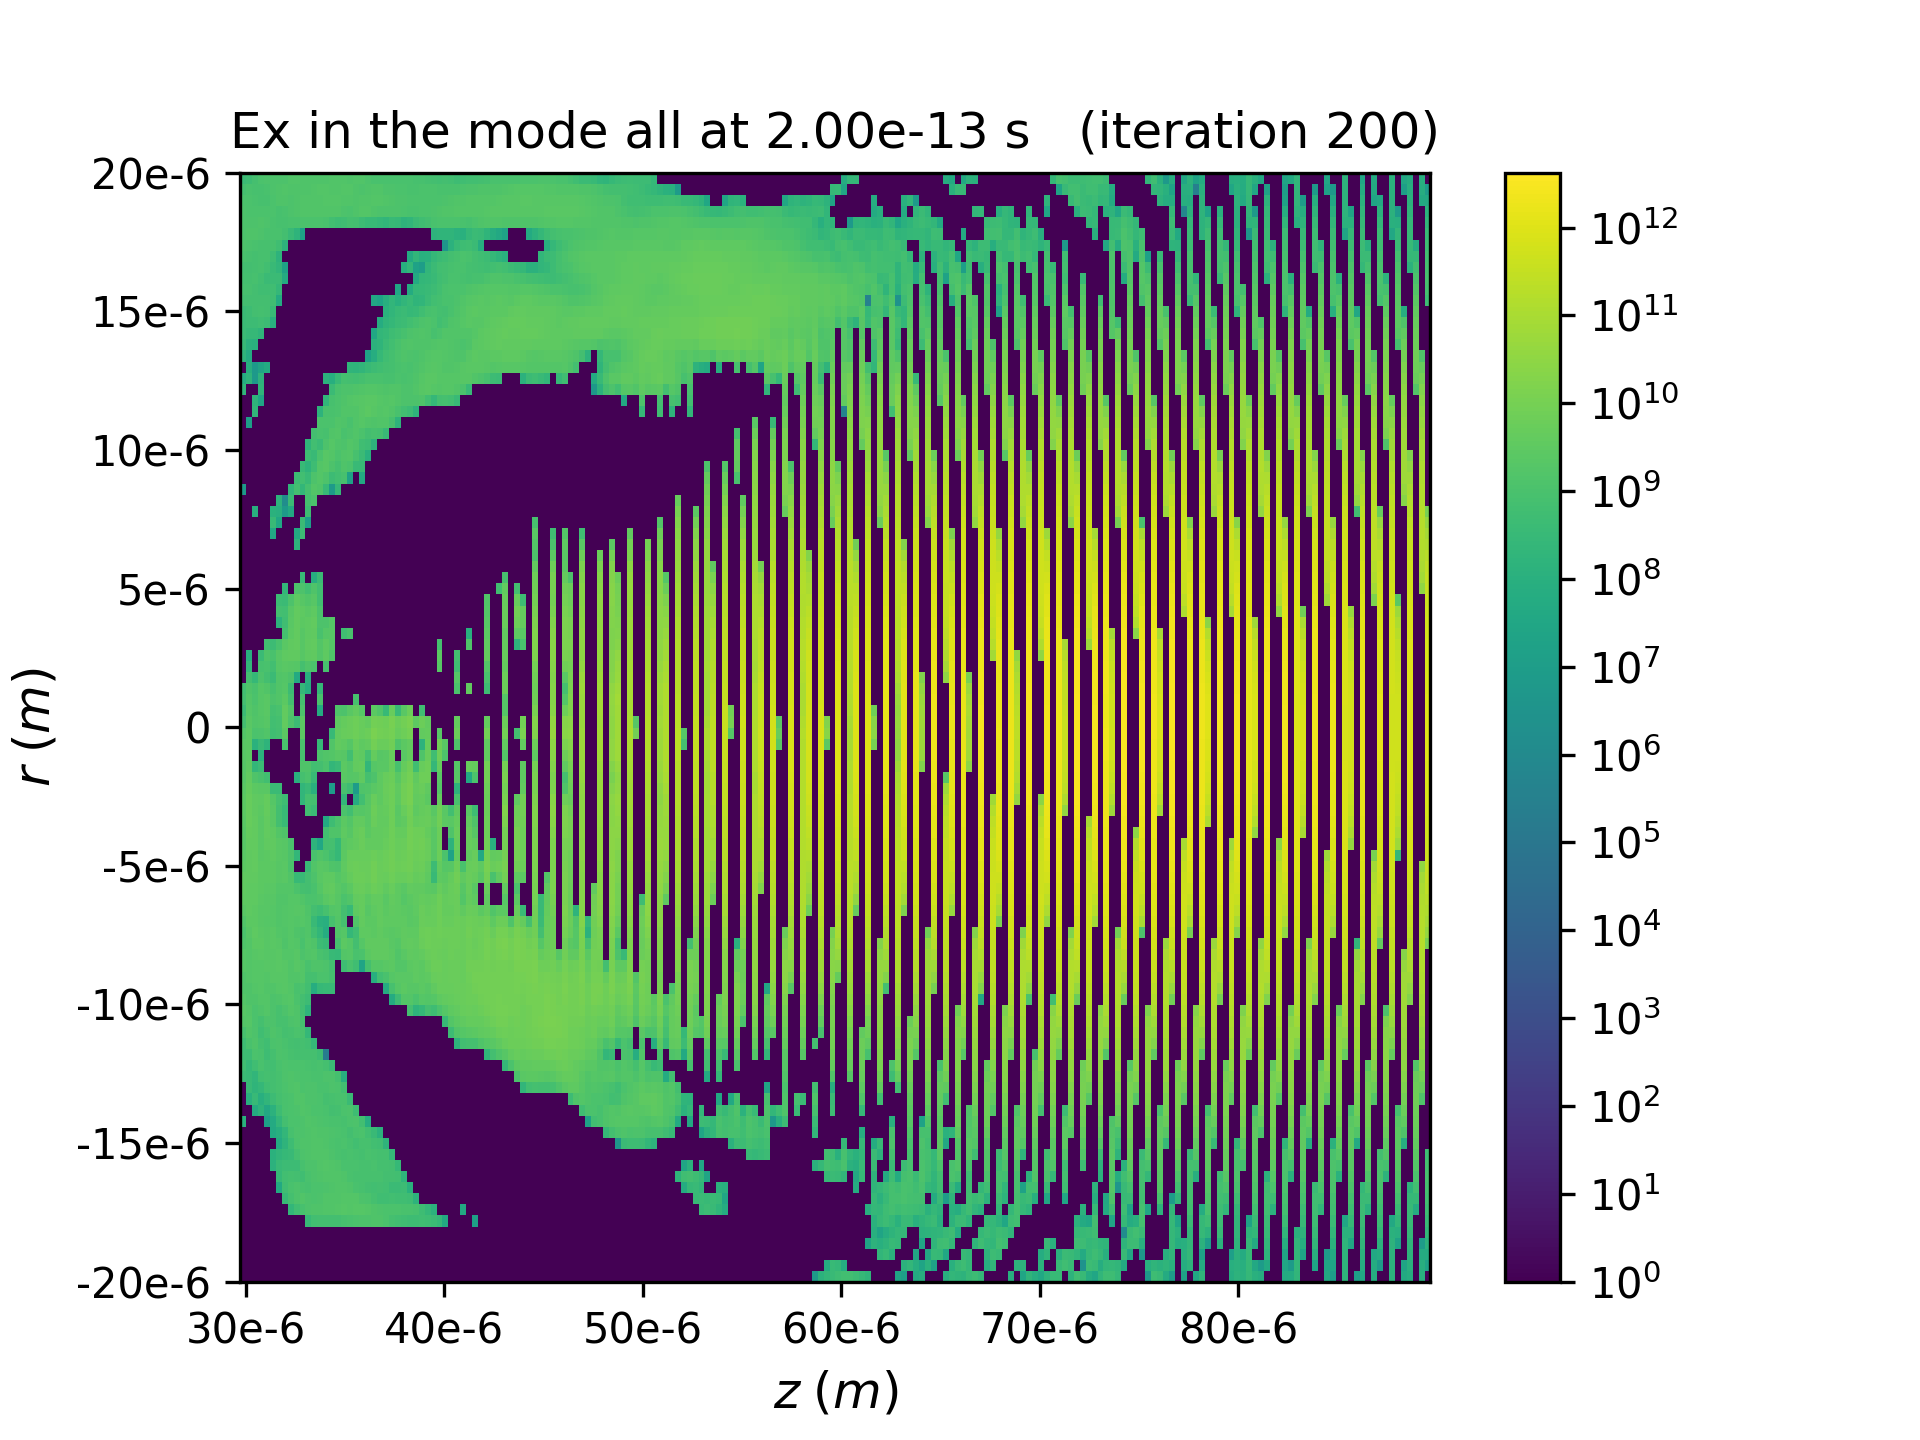 Ex in the mode all at 2.00e-13 s (iteration 200)
20e-6
15e-6
10e-6
5e-6
0
-5e-6
-10e-6
-15e-6
-20e-6
r (m)
30e-6 40e-6 50e-6 60e-6 70e-6 80e-6
z (m)
10^12
10^11
10^10
10^9
10^8
10^7
10^6
10^5
10^4
10^3
10^2
10^1
10^0